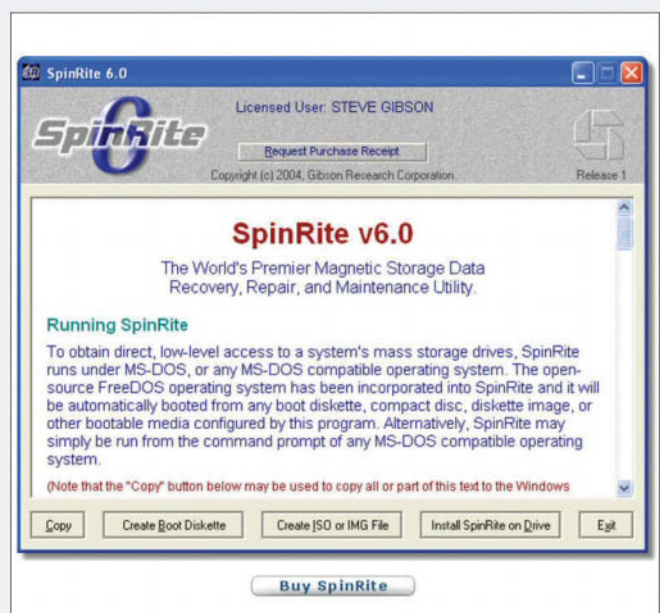 SpinRite 6.0
Licensed User: STEVE GIBSON
6
SpinRite
Request Purchase Receipt
Copyright (c) 2004, Gibson Research Corporation
Release 1
SpinRite v6.0
The World's Premier Magnetic Storage Data
Recovery, Repair, and Maintenance Utility.
Running SpinRite
To obtain direct, low-level access to a system's mass storage drives, SpinRite
runs under MS-DOS, or any MS-DOS compatible operating system. The open-
source FreeDOS operating system has been incorporated into SpinRite and it will
be automatically booted from any boot diskette, compact disc, diskette image, or
other bootable media configured by this program. Alternatively, SpinRite may
simply be run from the command prompt of any MS-DOS compatible operating
system.
(Note that the "Copy" button below may be used to copy all or part of this text to the Windows
Copy
Create Boot Diskette
Create ISO or IMG File
Install SpinRite on Drive
Exit
Buy SpinRite